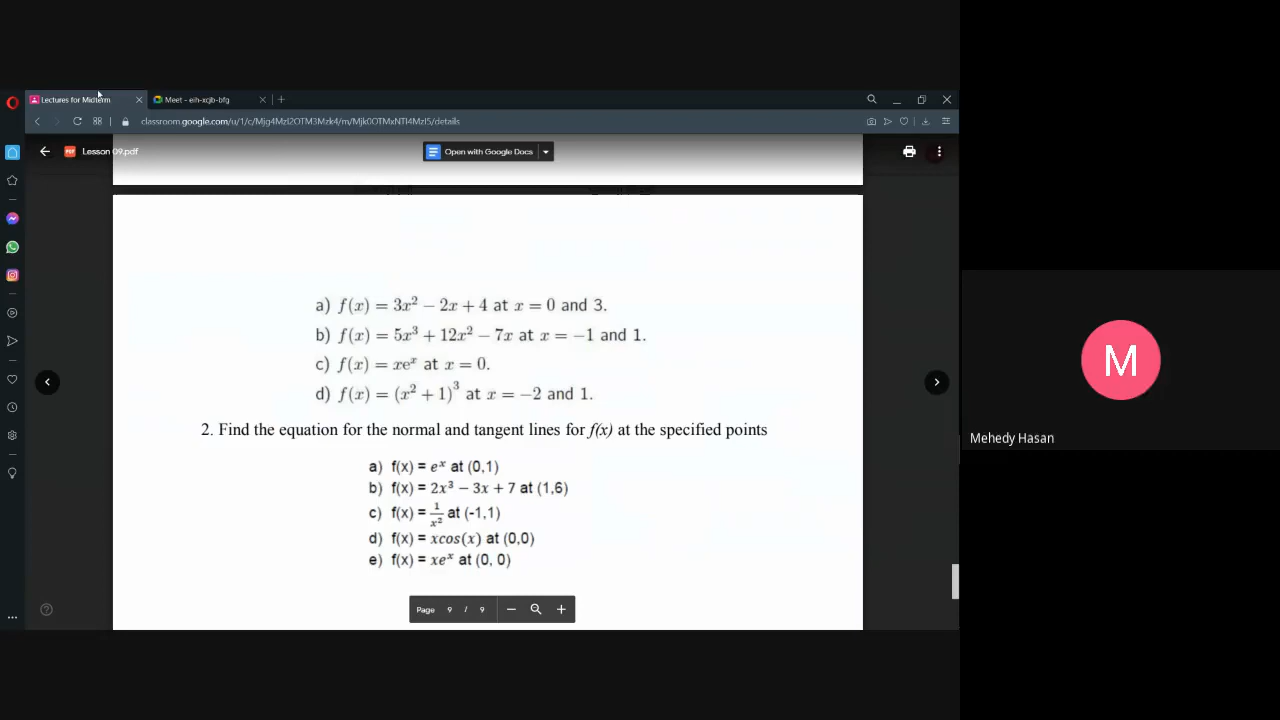 Lectures for Midterm
Meet - eih-xqjb-bfg
classroom.google.com/u/1/c/Mjg4MzI2OTM3Mzk4/m/Mjk0OTMxNTI4MzI5/details
Lesson 09.pdf
Open with Google Docs
a) f(x) = 3x² − 2x + 4 at x = 0 and 3.
b) f(x) = 5x³ + 12x² − 7x at x = −1 and 1.
c) f(x) = xeˣ at x = 0.
d) f(x) = (x² + 1)³ at x = −2 and 1.
2. Find the equation for the normal and tangent lines for f(x) at the specified points
a) f(x) = eˣ at (0,1)
b) f(x) = 2x³ − 3x + 7 at (1,6)
c) f(x) = 1/x² at (-1,1)
d) f(x) = xcos(x) at (0,0)
e) f(x) = xeˣ at (0, 0)
Page 9 / 9
M
Mehedy Hasan